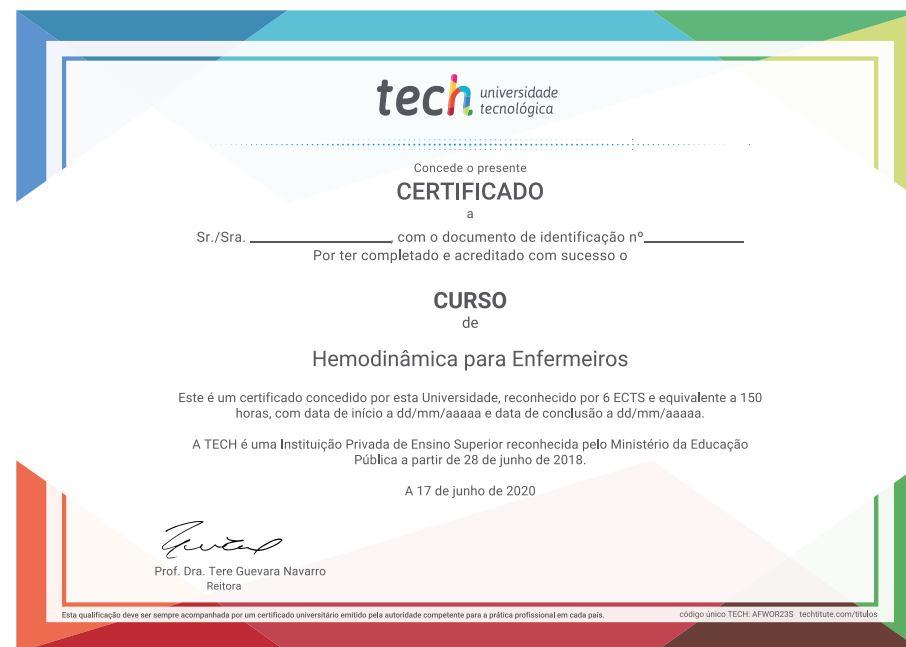 tech universidade
tecnológica
Concede o presente
CERTIFICADO
a
Sr./Sra. , com o documento de identificação nº
Por ter completado e acreditado com sucesso o
CURSO
de
Hemodinâmica para Enfermeiros
Este é um certificado concedido por esta Universidade, reconhecido por 6 ECTS e equivalente a 150
horas, com data de início a dd/mm/aaaaa e data de conclusão a dd/mm/aaaaa.
A TECH é uma Instituição Privada de Ensino Superior reconhecida pelo Ministério da Educação
Pública a partir de 28 de junho de 2018.
A 17 de junho de 2020
Prof. Dra. Tere Guevara Navarro
Reitora
Esta qualificação deve ser sempre acompanhada por um certificado universitário emitido pela autoridade competente para a prática profissional em cada país.
código único TECH: AFWOR23S techtitute.com/titulos